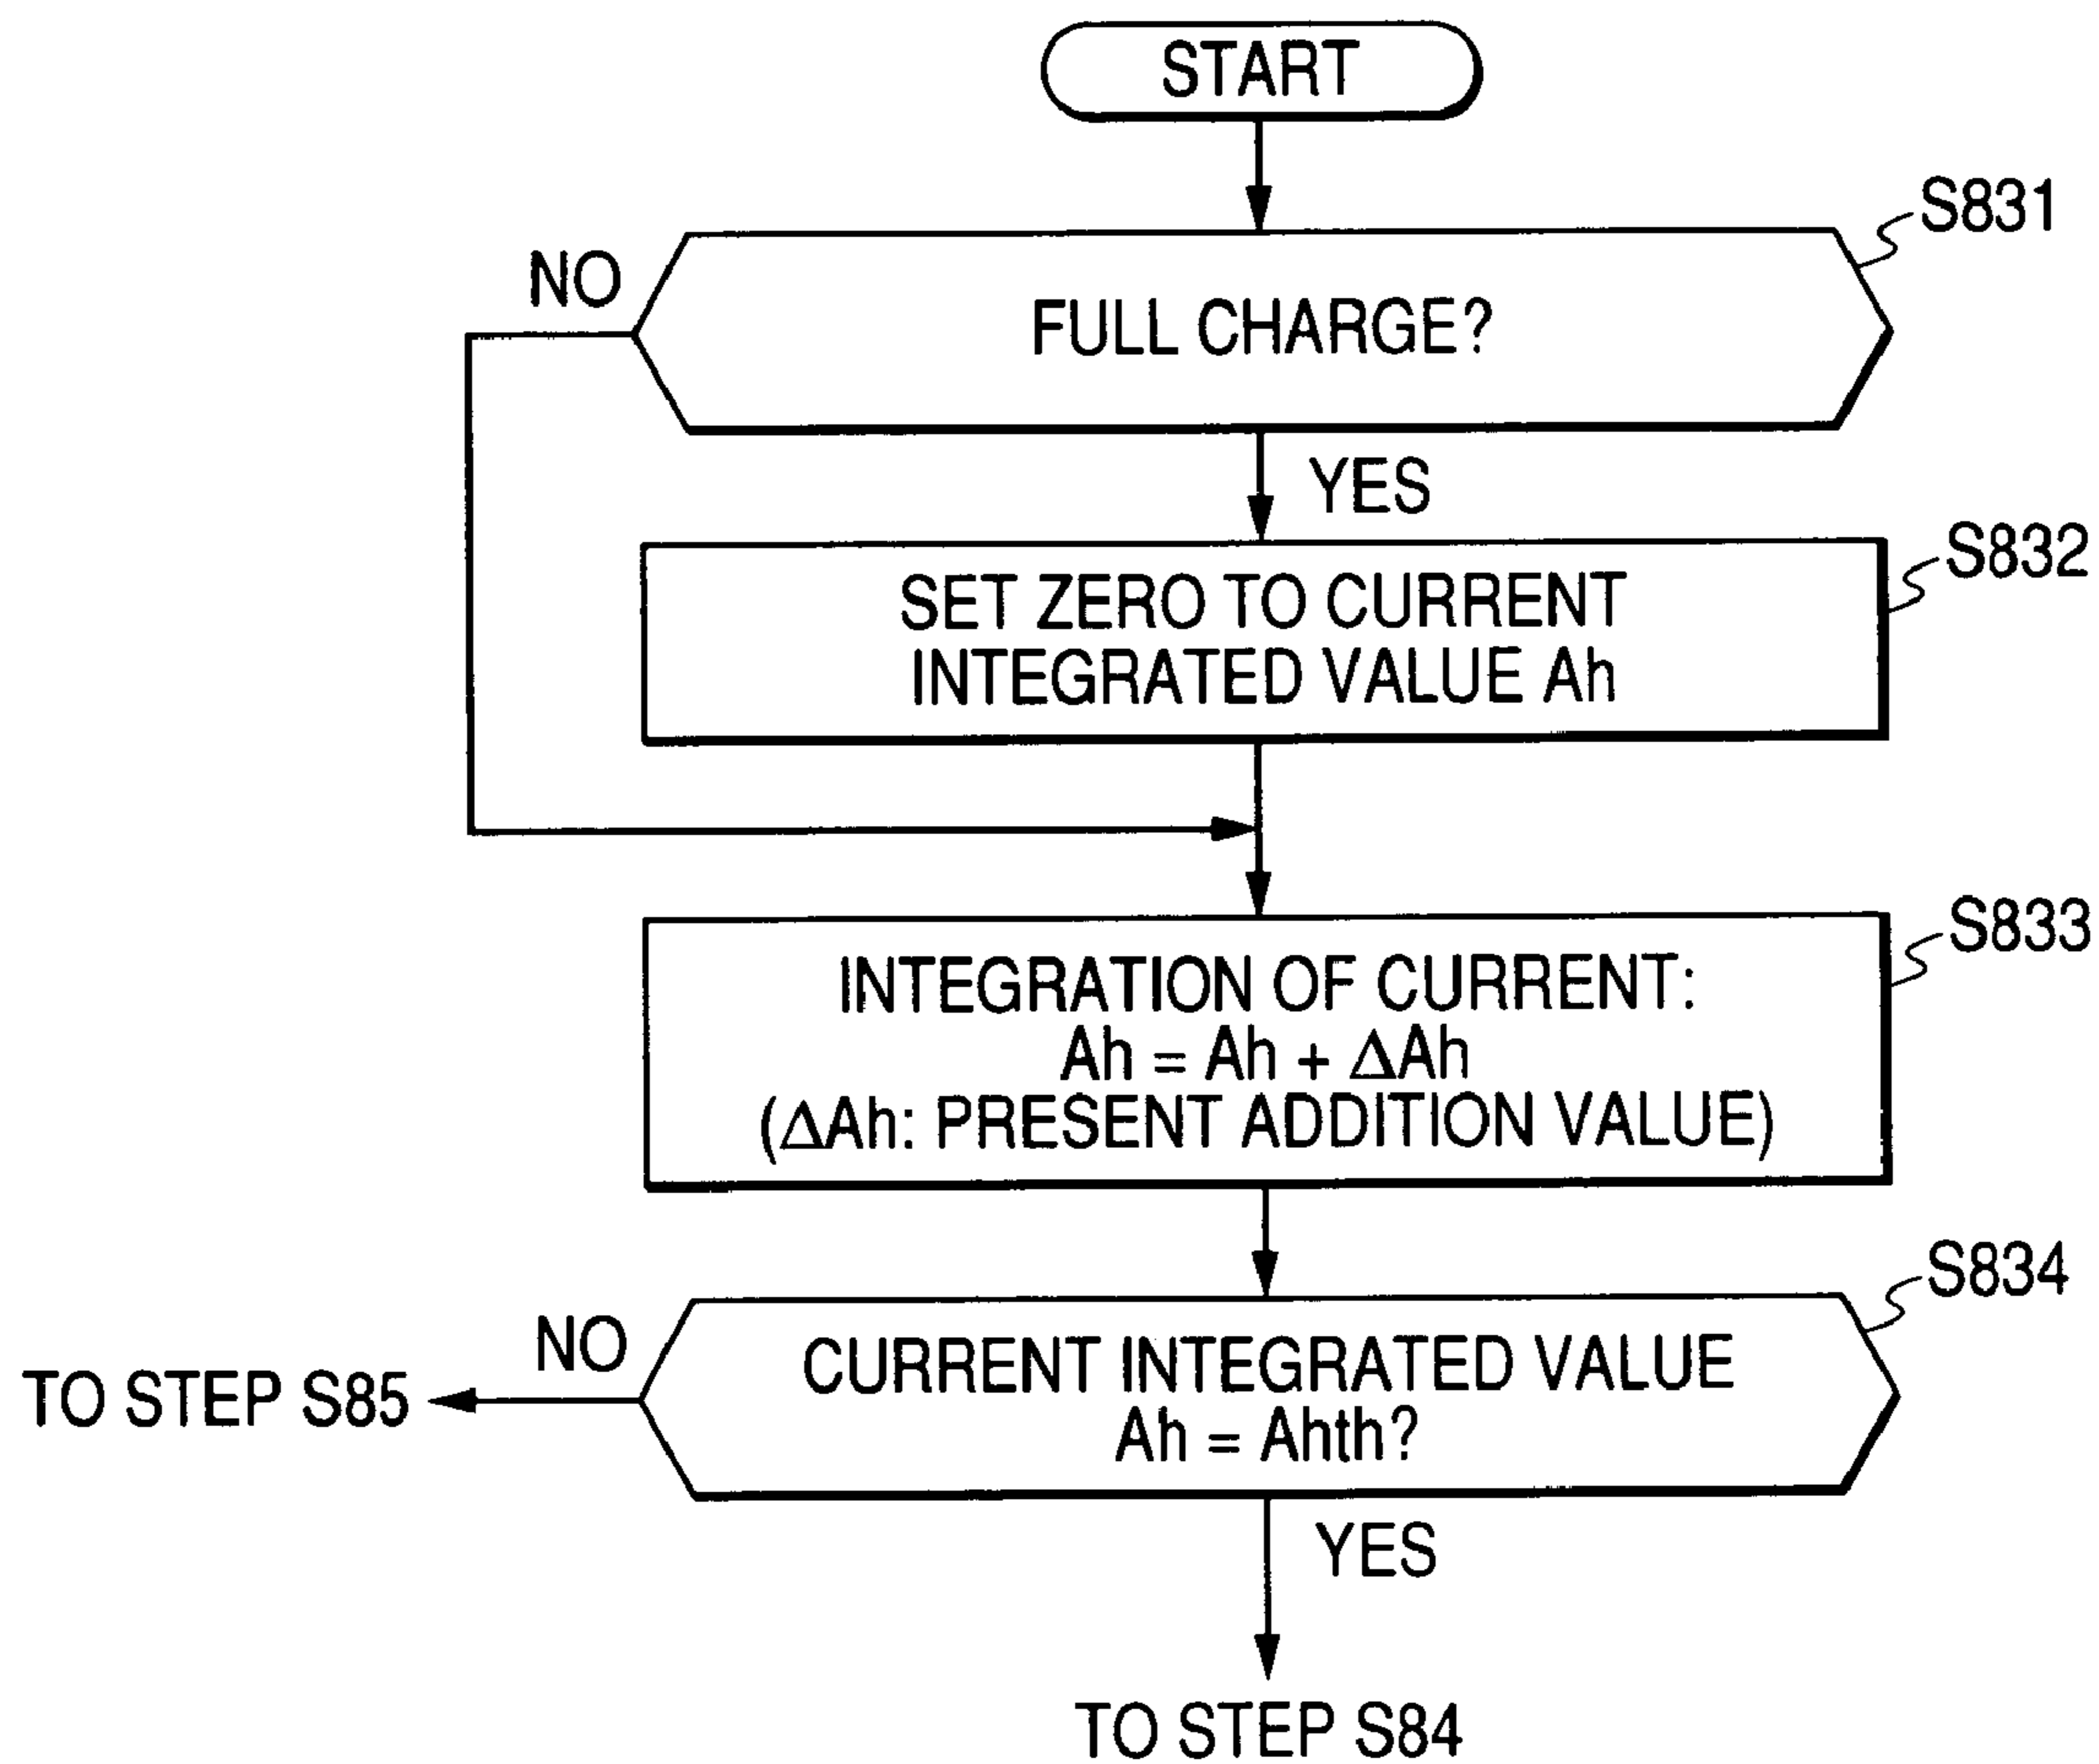 START
S831
NO
FULL CHARGE?
YES
S832
SET ZERO TO CURRENT
INTEGRATED VALUE Ah
S833
INTEGRATION OF CURRENT:
Ah = Ah + ΔAh
(ΔAh: PRESENT ADDITION VALUE)
S834
NO
CURRENT INTEGRATED VALUE
Ah = Ahth?
TO STEP S85
YES
TO STEP S84